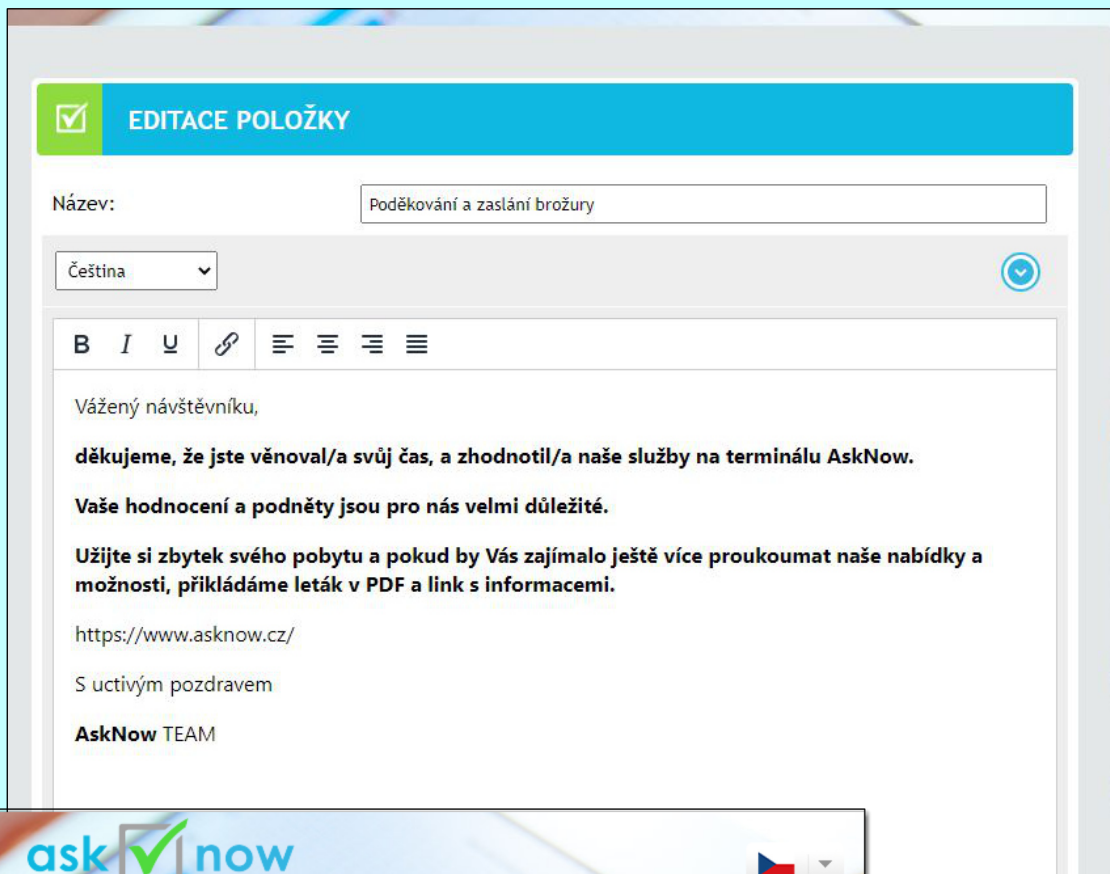 EDITACE POLOŽKY
Název:
Poděkování a zaslání brožury
Čeština
B I U
Vážený návštěvníku,
děkujeme, že jste věnoval/a svůj čas, a zhodnotil/a naše služby na terminálu AskNow.
Vaše hodnocení a podněty jsou pro nás velmi důležité.
Užijte si zbytek svého pobytu a pokud by Vás zajímalo ještě více proukoumat naše nabídky a
možnosti, přikládáme leták v PDF a link s informacemi.
https://www.asknow.cz/
S uctivým pozdravem
AskNow TEAM
ask now